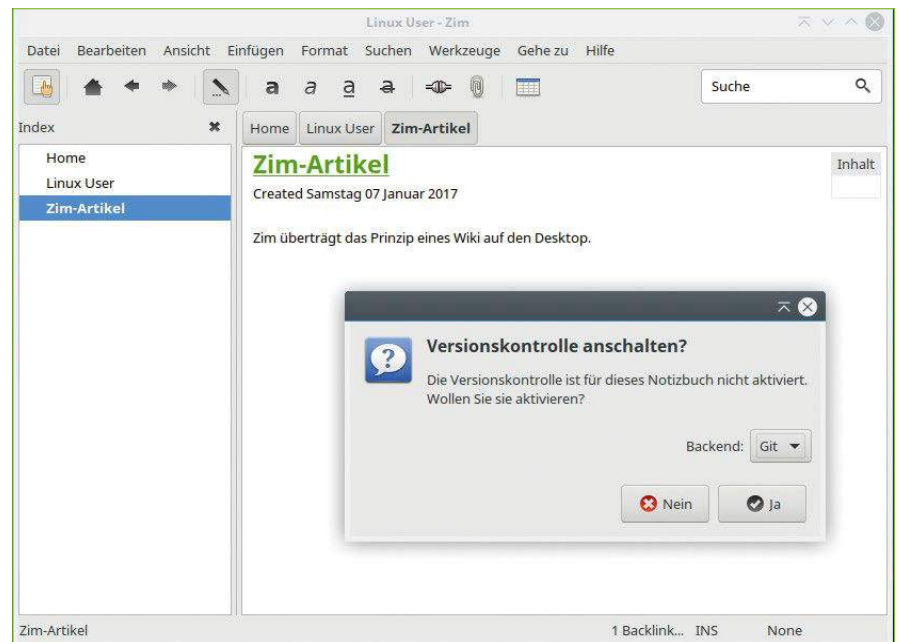 Linux User - Zim
Datei Bearbeiten Ansicht Einfügen Format Suchen Werkzeuge Gehe zu Hilfe
a a a a Suche
Index Home Linux User Zim-Artikel
Home
Linux User
Zim-Artikel
Zim-Artikel
Inhalt
Created Samstag 07 Januar 2017
Zim überträgt das Prinzip eines Wiki auf den Desktop.
Versionskontrolle anschalten?
Die Versionskontrolle ist für dieses Notizbuch nicht aktiviert.
Wollen Sie sie aktivieren?
Backend: Git
Nein Ja
Zim-Artikel 1 Backlink... INS None